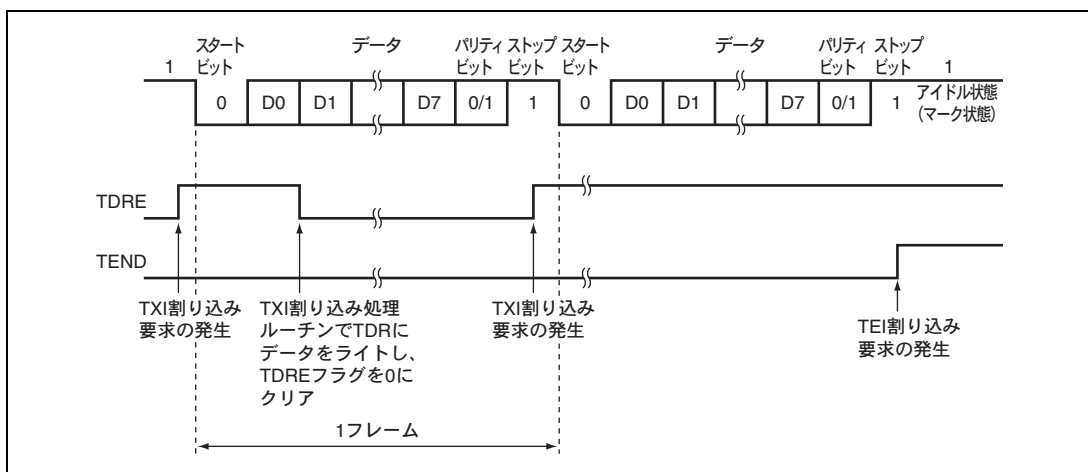 スタート データ パリティ ストップ スタート データ パリティ ストップ
1 ビット ビット ビット ビット ビット ビット 1
0 D0 D1 D7 0/1 1 0 D0 D1 D7 0/1 1 アイドル状態
(マーク状態)
TDRE
TEND
TXI割り込み
要求の発生
TXI割り込み処理
ルーチンでTDRに
データをライトし、
TDREフラグを0に
クリア
TXI割り込み
要求の発生
TEI割り込み
要求の発生
1フレーム